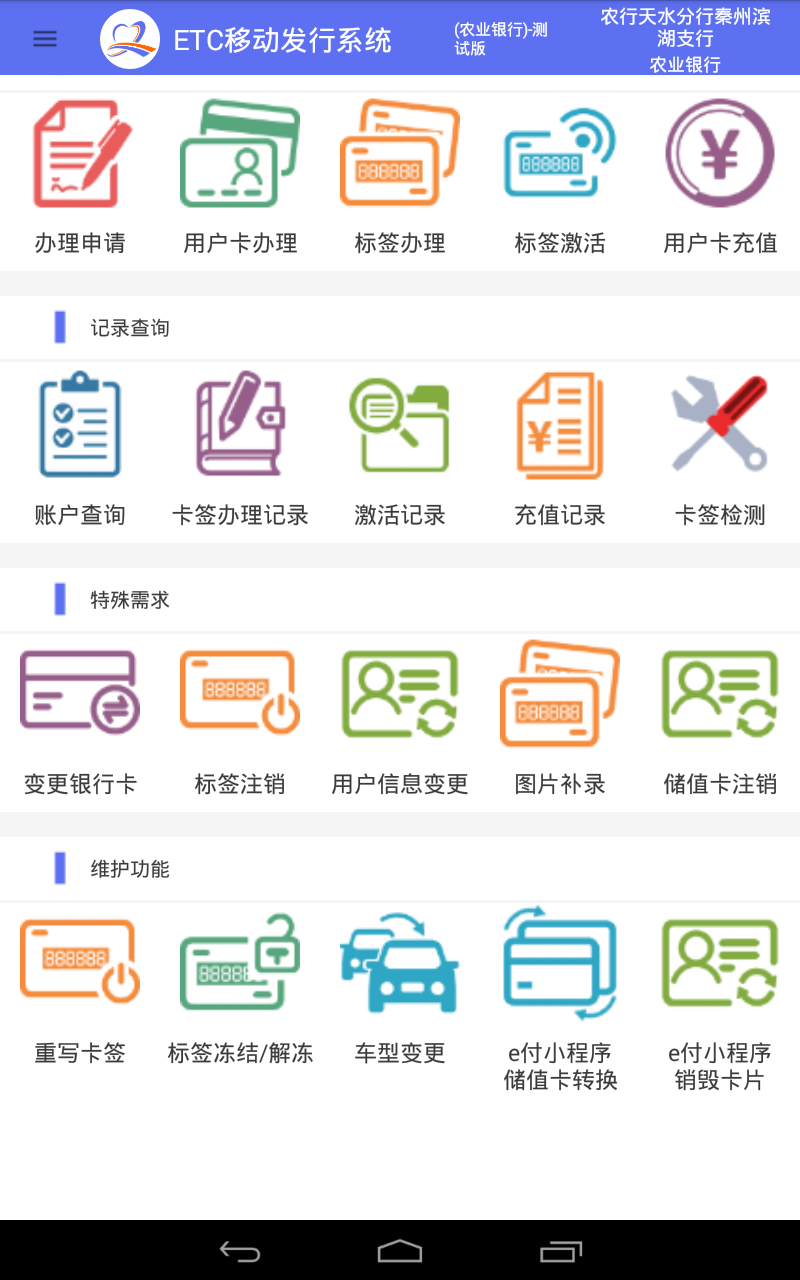 ETC移动发行系统
(农业银行)-测
试版
农行天水分行秦州滨
湖支行
农业银行
888888
888888
888888
¥
办理申请 用户卡办理 标签办理 标签激活 用户卡充值
记录查询
¥
账户查询 卡签办理记录 激活记录 充值记录 卡签检测
特殊需求
888888
888888
888888
变更银行卡 标签注销 用户信息变更 图片补录 储值卡注销
维护功能
888888
88888
重写卡签 标签冻结/解冻 车型变更 e付小程序 e付小程序
储值卡转换 销毁卡片